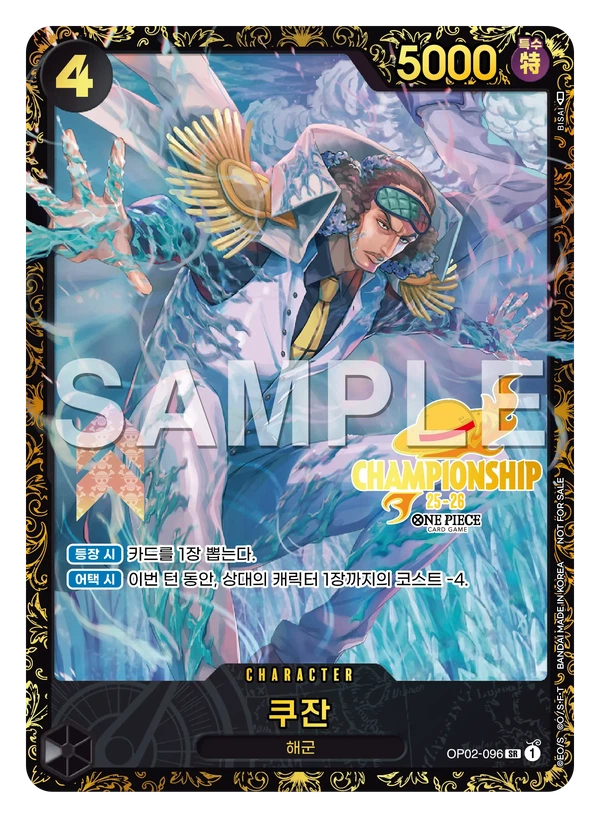 4
5000
특수
特
BISAI
SAMPLE
CHAMPIONSHIP
25-26
ONE PIECE
CARD GAME
등장 시 카드를 1장 뽑는다.
어택 시 이번 턴 동안, 상대의 캐릭터 1장까지의 코스트 -4.
CHARACTER
쿠잔
해군
OP02-096 SR 1
©E.O/S. ©E.O./S.,F.,T BANDAI MADE IN KOREA NOT FOR SALE